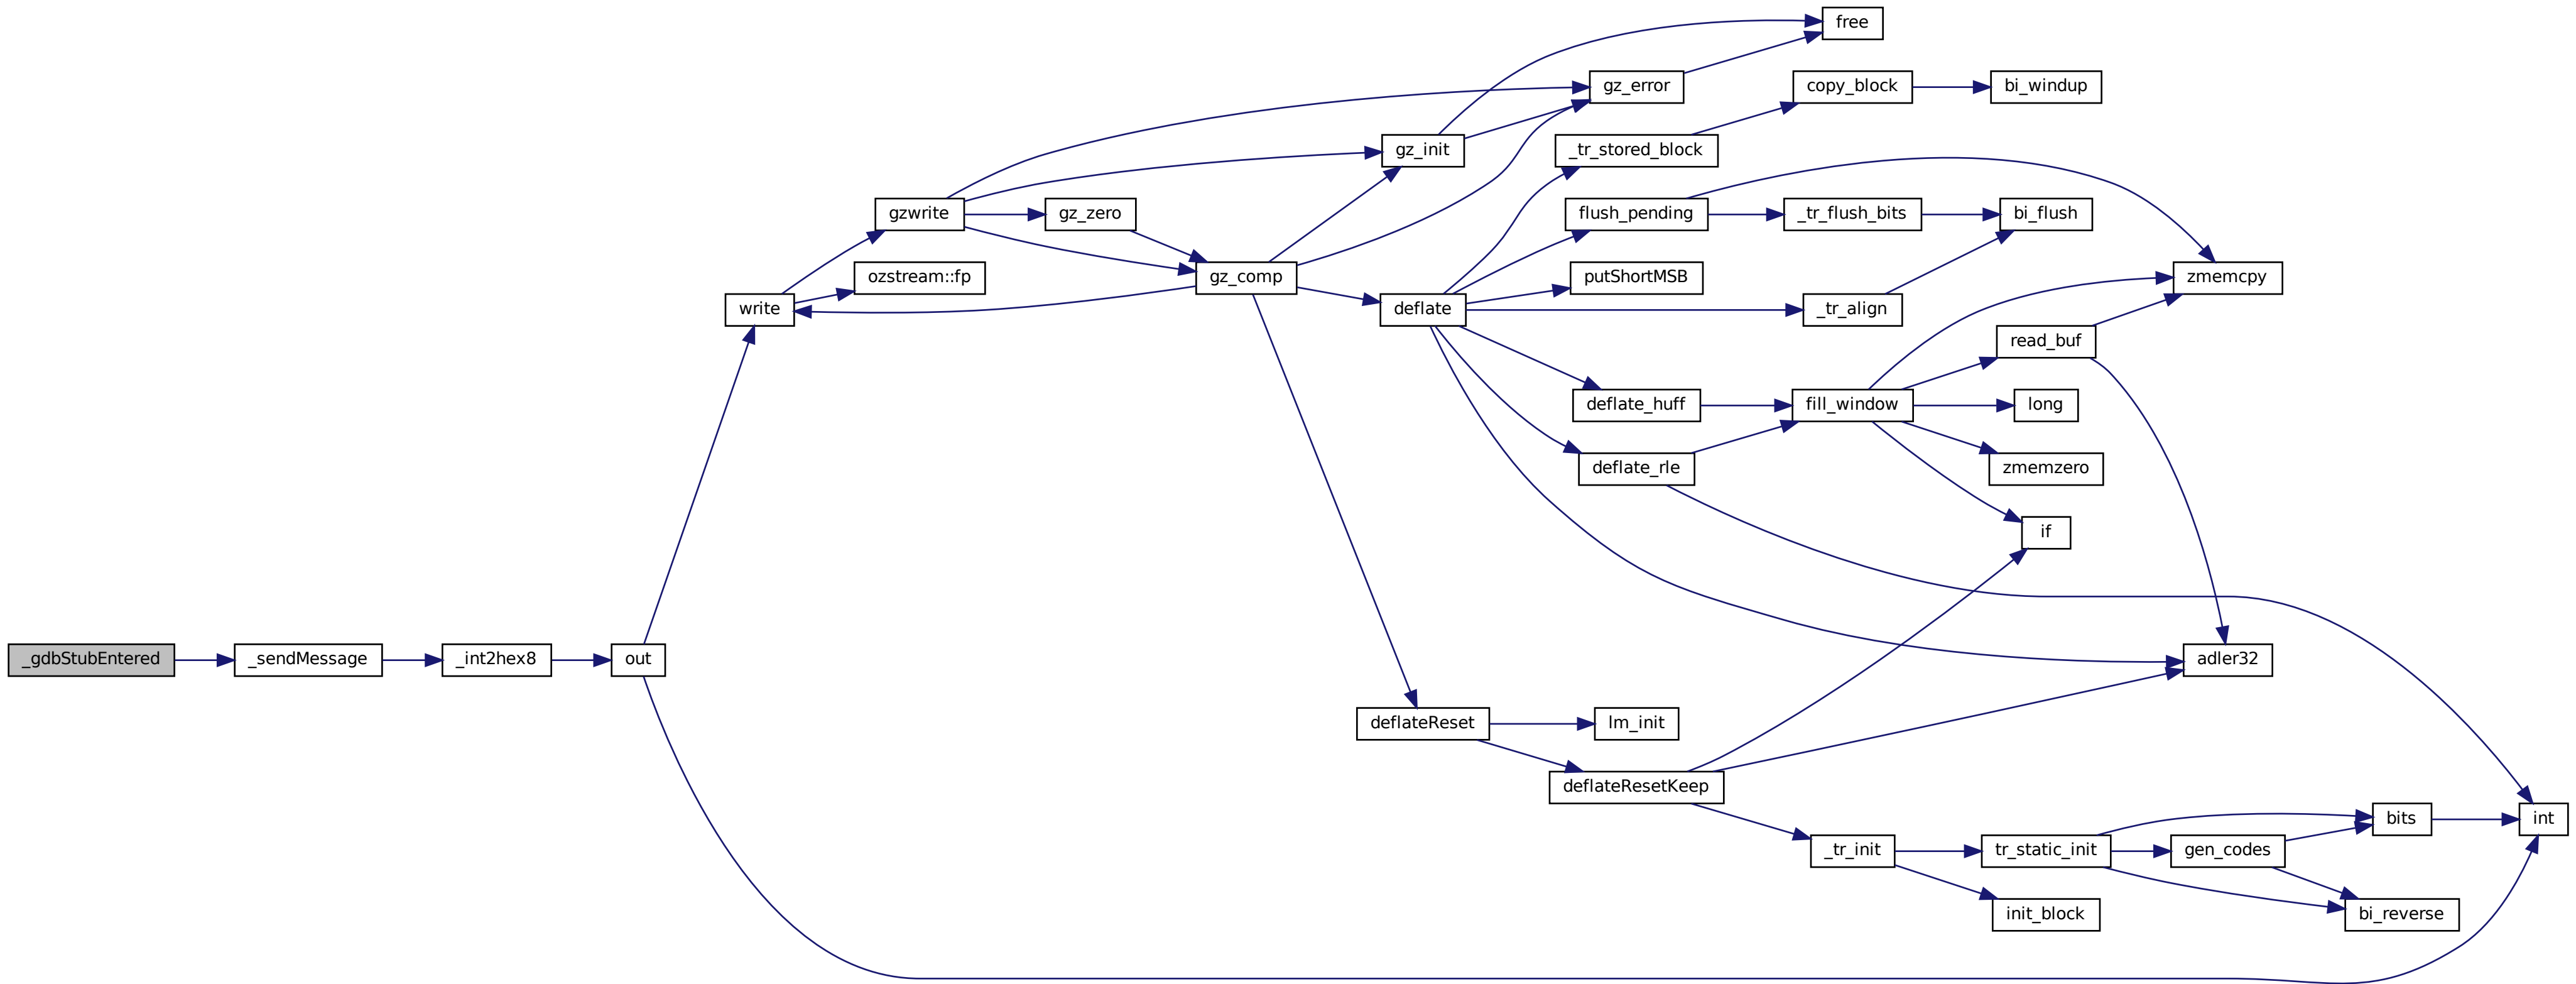 free
gz_error
copy_block
bi_windup
gz_init
_tr_stored_block
gzwrite
gz_zero
flush_pending
_tr_flush_bits
bi_flush
ozstream::fp
gz_comp
putShortMSB
zmemcpy
write
deflate
_tr_align
read_buf
deflate_huff
fill_window
long
deflate_rle
zmemzero
if
_gdbStubEntered
_sendMessage
_int2hex8
out
adler32
deflateReset
lm_init
deflateResetKeep
bits
int
_tr_init
tr_static_init
gen_codes
init_block
bi_reverse